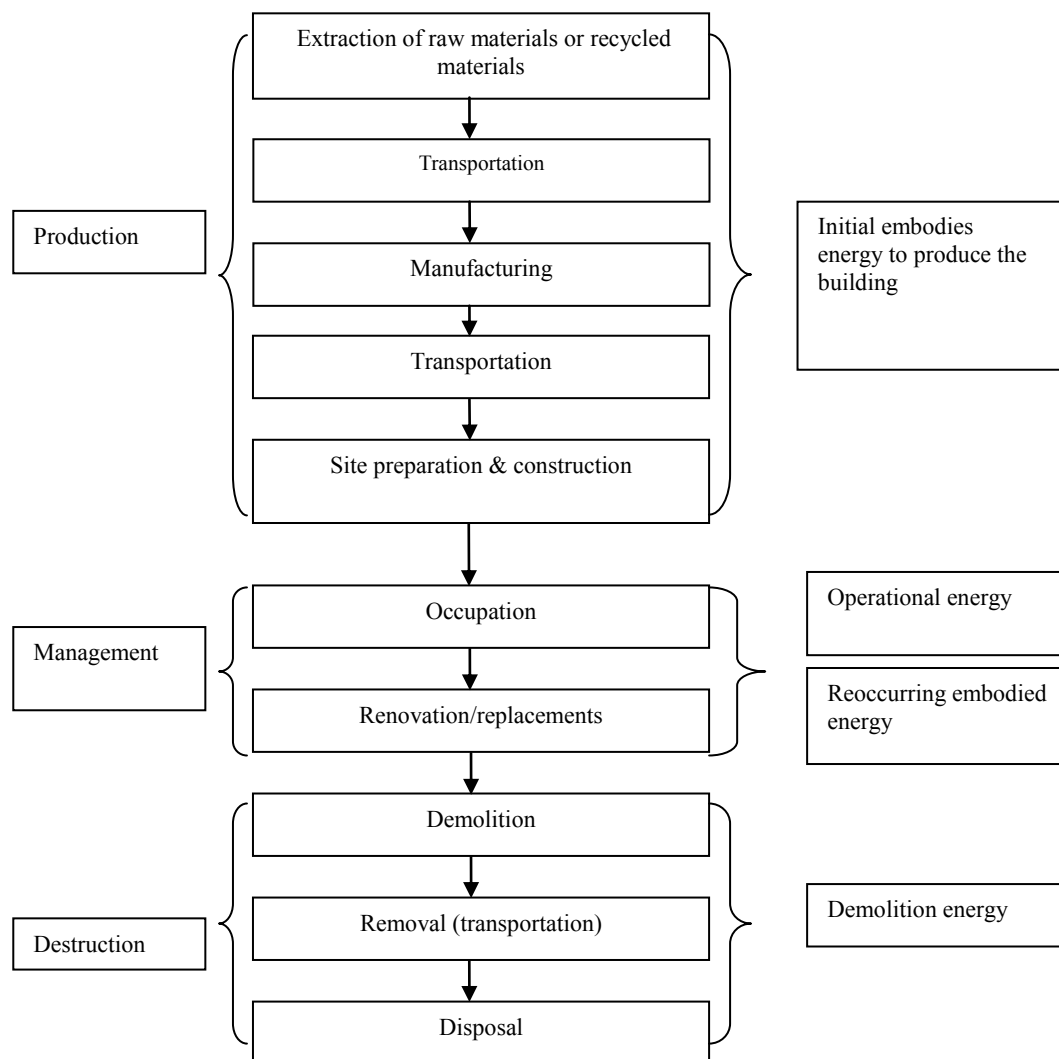 Extraction of raw materials or recycled
materials
Transportation
Production
Manufacturing
Initial embodies
energy to produce the
building
Transportation
Site preparation & construction
Occupation
Operational energy
Management
Renovation/replacements
Reoccurring embodied
energy
Demolition
Removal (transportation)
Demolition energy
Destruction
Disposal